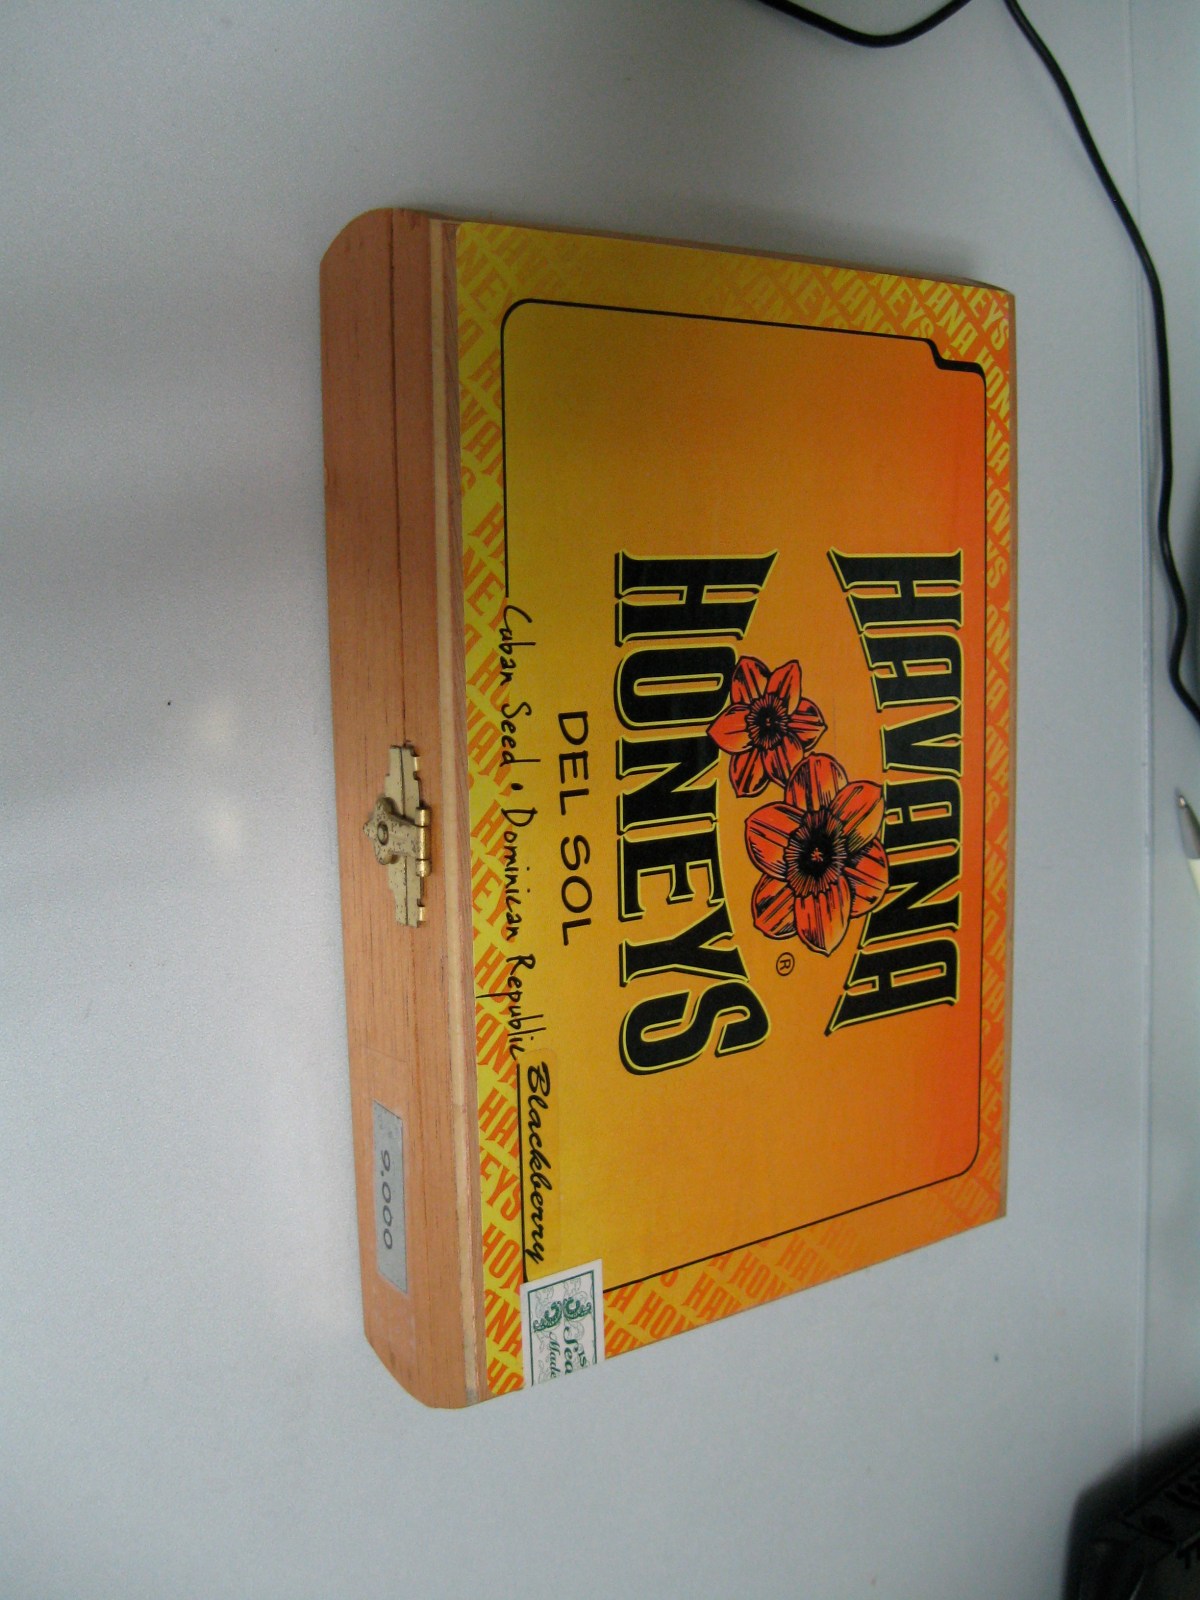 HAVANA
HONEYS
®
DEL SOL
Cuban Seed • Dominican Republic
Blackberry
9.000